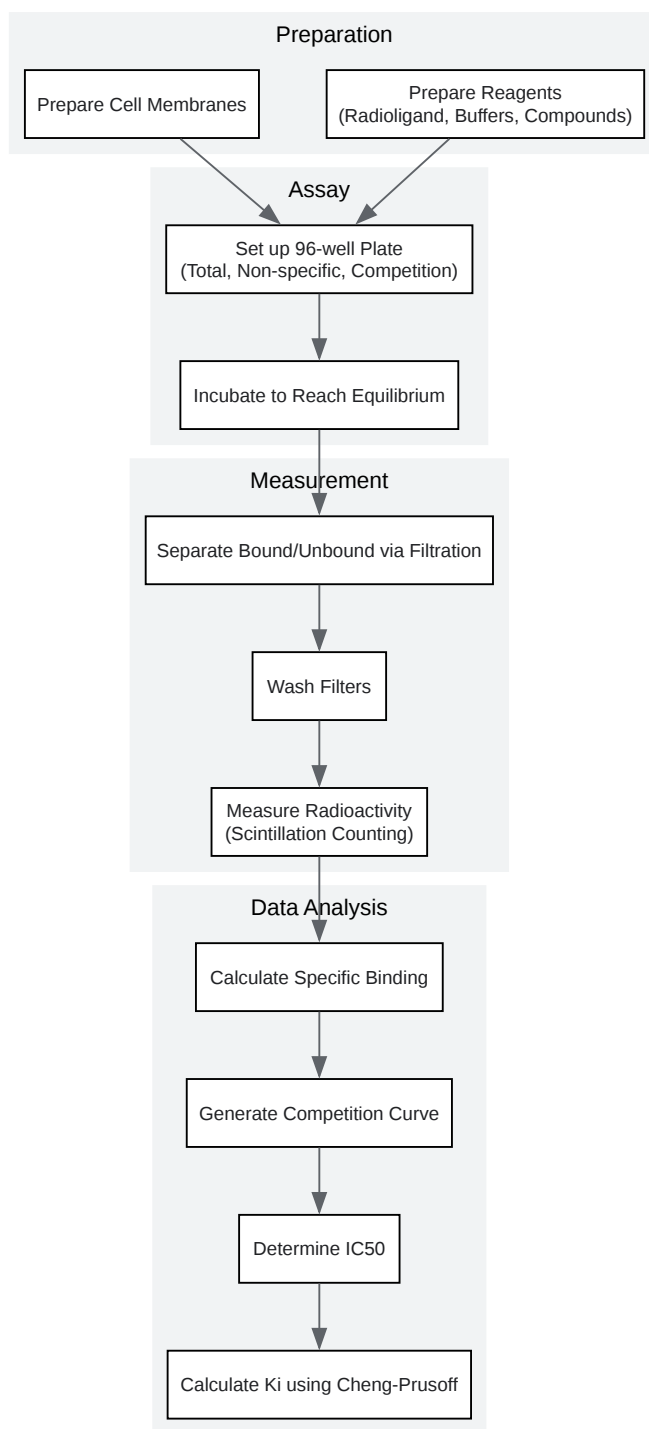 Preparation
Prepare Cell Membranes
Prepare Reagents
(Radioligand, Buffers, Compounds)
Assay
Set up 96-well Plate
(Total, Non-specific, Competition)
Incubate to Reach Equilibrium
Measurement
Separate Bound/Unbound via Filtration
Wash Filters
Measure Radioactivity
(Scintillation Counting)
Data Analysis
Calculate Specific Binding
Generate Competition Curve
Determine IC50
Calculate Ki using Cheng-Prusoff